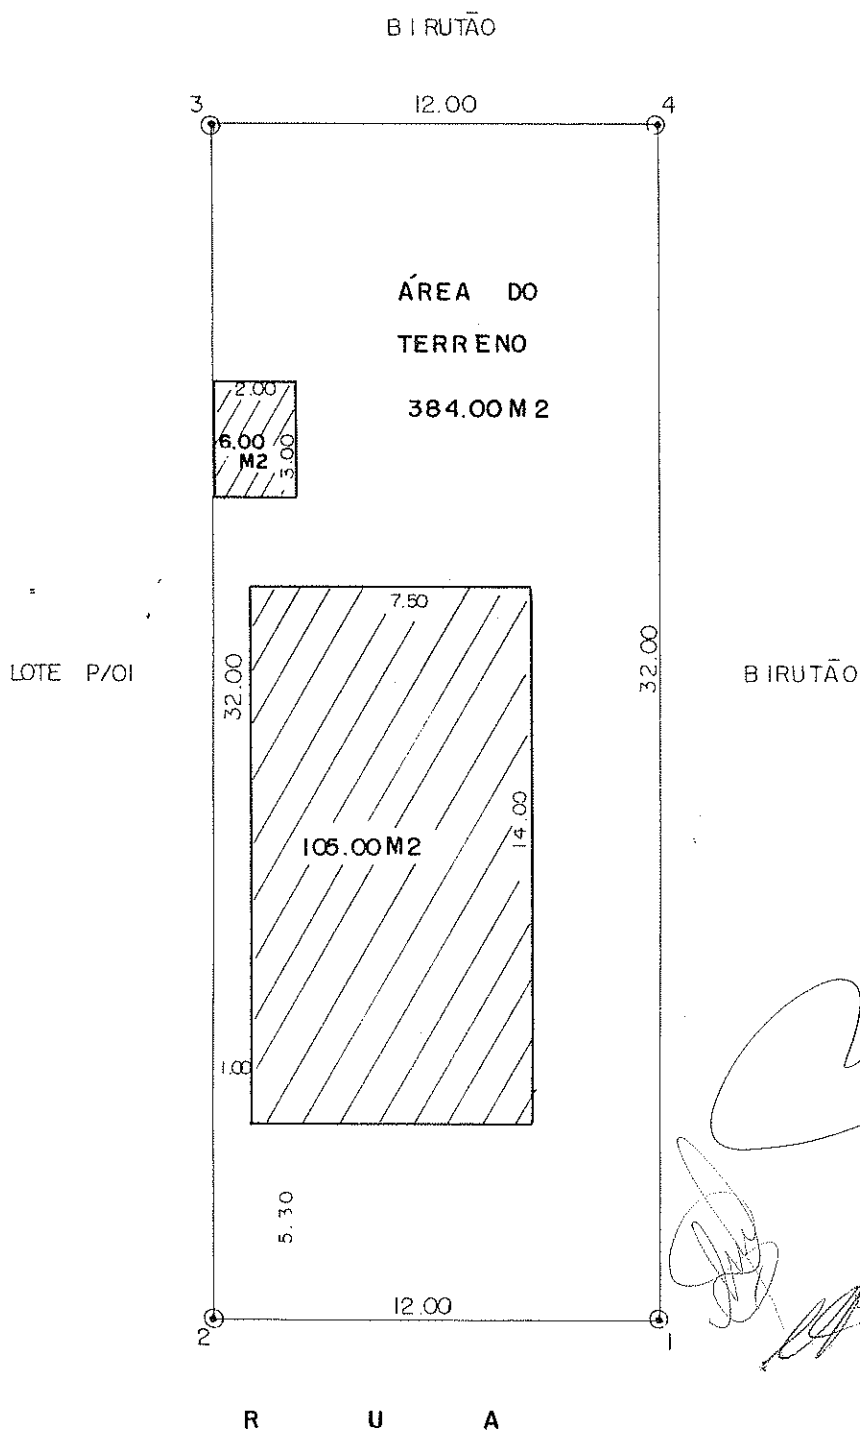 BIRUTÃO
3 12.00 4
ÁREA DO
TERRENO
384.00 M2
2.00
6.00
M2
3.00
7.50
LOTE P/01
32.00
32.00
BIRUTÃO
14.00
105.00 M2
1.00
5.30
12.00
2 1
R U A